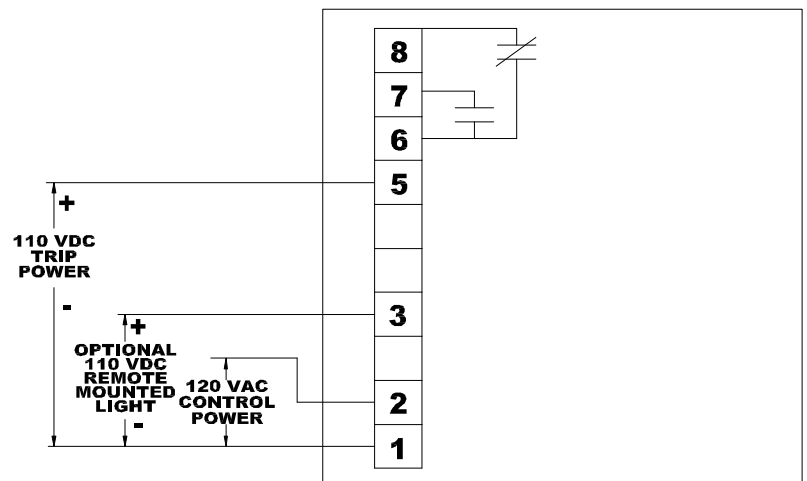 8
7
6
5
+
110 VDC
TRIP
POWER
-
3
+
OPTIONAL
110 VDC
REMOTE
MOUNTED
LIGHT
-
120 VAC
CONTROL
POWER
2
1